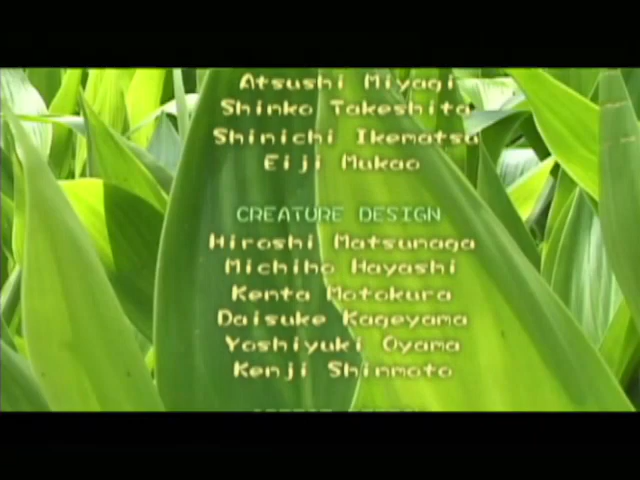 Atsushi Miyagi
Shinko Takeshita
Shinichi Ikematsu
Eiji Mukao
CREATURE DESIGN
Hiroshi Matsunaga
Michiho Hayashi
Kenta Motokura
Daisuke Kageyama
Yoshiyuki Oyama
Kenji Shinmoto